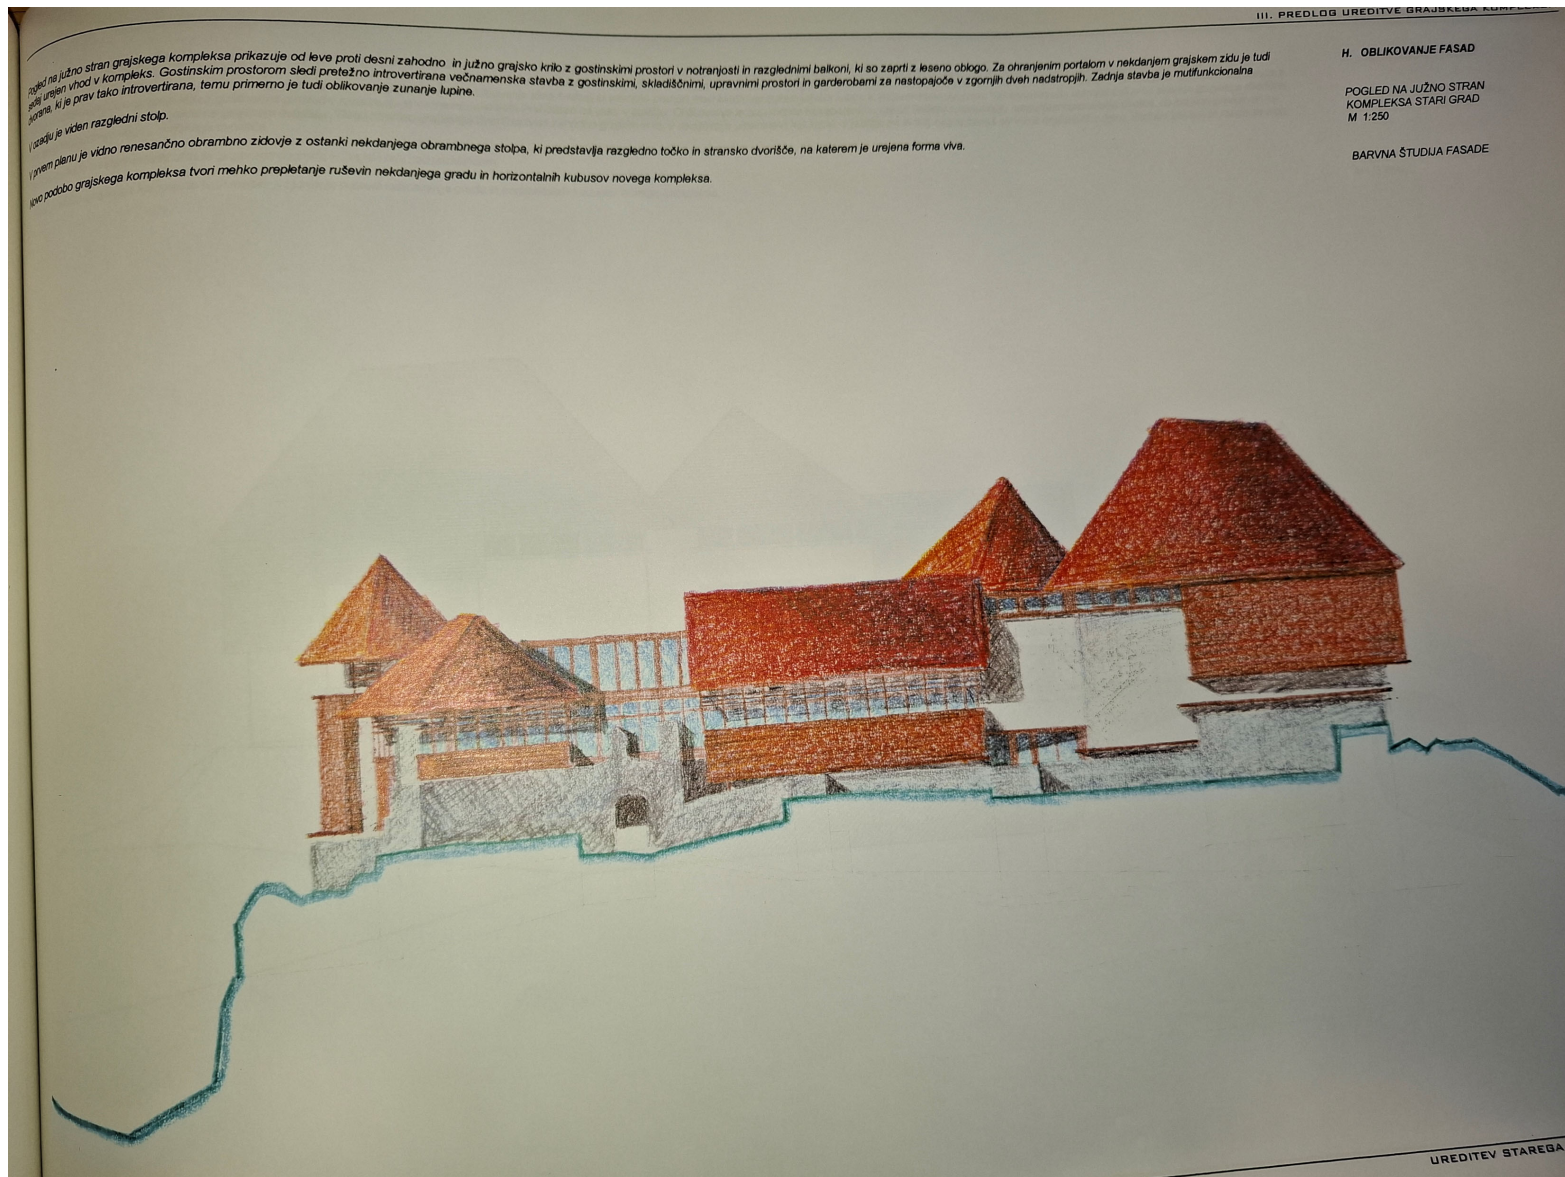 III. PREDLOG UREDITVE GRAJSKEGA KOMPLEKSA
Pogled na južno stran grajskega kompleksa prikazuje od leve proti desni zahodno in južno grajsko krilo z gostinskimi prostori v notranjosti in razglednimi balkoni, ki so zaprti z leseno oblogo. Za ohranjenim portalom v nekdanjem grajskem zidu je tudi
sedaj urejen vhod v kompleks. Gostinskim prostorom sledi pretežno introvertirana večnamenska stavba z gostinskimi, skladiščnimi, upravnimi prostori in garderobami za nastopajoče v zgornjih dveh nadstropjih. Zadnja stavba je mutifunkcionalna
dvorana, ki je prav tako introvertirana, temu primerno je tudi oblikovanje zunanje lupine.
V ozadju je viden razgledni stolp.
V prvem planu je vidno renesančno obrambno zidovje z ostanki nekdanjega obrambnega stolpa, ki predstavlja razgledno točko in stransko dvorišče, na katerem je urejena forma viva.
Novo podobo grajskega kompleksa tvori mehko prepletanje ruševin nekdanjega gradu in horizontalnih kubusov novega kompleksa.
H. OBLIKOVANJE FASAD
POGLED NA JUŽNO STRAN
KOMPLEKSA STARI GRAD
M 1:250
BARVNA ŠTUDIJA FASADE
UREDITEV STAREGA